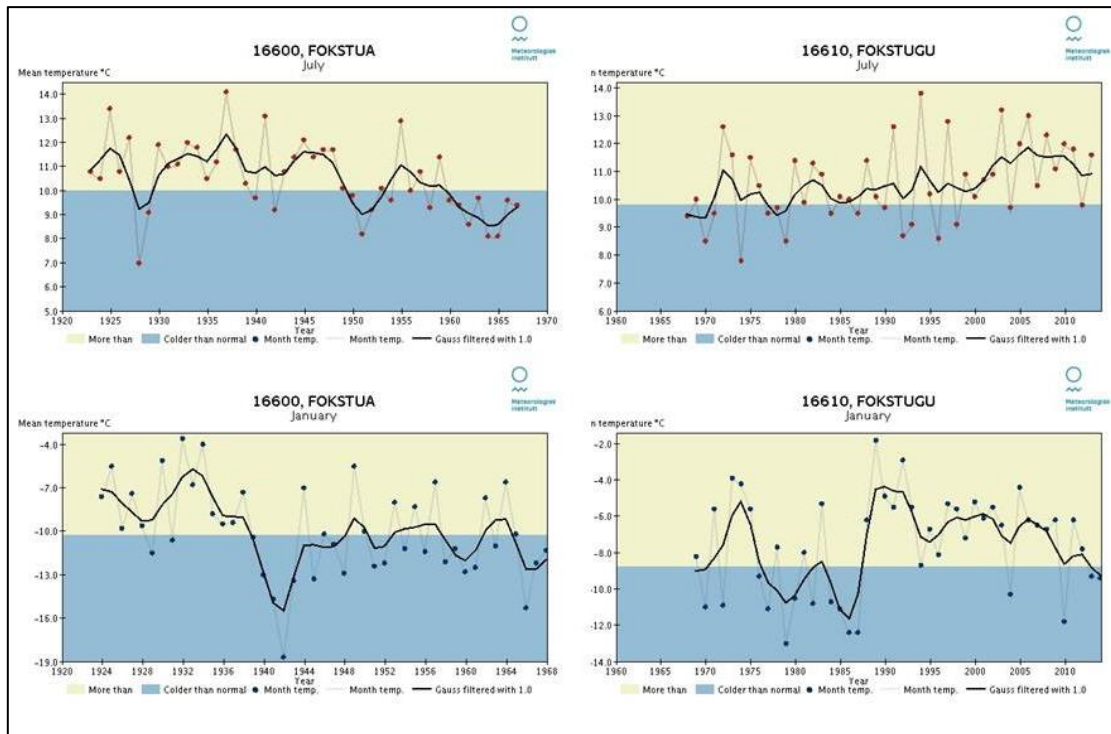 16600, FOKSTUA
July
Meteorologisk
institutt
Mean temperature °C
14.0
13.0
12.0
11.0
10.0
9.0
8.0
7.0
6.0
5.0
1920 1925 1930 1935 1940 1945 1950 1955 1960 1965 1970
Year
More than Colder than normal Month temp. Month temp. Gauss filtered with 1.0
16610, FOKSTUGU
July
Meteorologisk
institutt
n temperature °C
14.0
13.0
12.0
11.0
10.0
9.0
8.0
7.0
6.0
1960 1965 1970 1975 1980 1985 1990 1995 2000 2005 2010
Year
More than Colder than normal Month temp. Month temp. Gauss filtered with 1.0
16600, FOKSTUA
January
Meteorologisk
institutt
Mean temperature °C
-4.0
-7.0
-10.0
-13.0
-15.0
-19.0
1920 1924 1928 1932 1936 1940 1944 1948 1952 1956 1960 1964 1968
Year
More than Colder than normal Month temp. Month temp. Gauss filtered with 1.0
16610, FOKSTUGU
January
Meteorologisk
institutt
n temperature °C
-2.0
-4.0
-6.0
-8.0
-10.0
-12.0
-14.0
1960 1965 1970 1975 1980 1985 1990 1995 2000 2005 2010
Year
More than Colder than normal Month temp. Month temp. Gauss filtered with 1.0